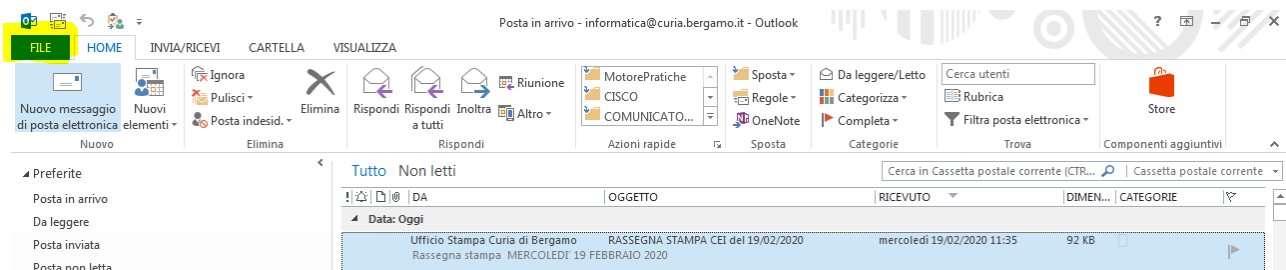 Posta in arrivo - informatica@curia.bergamo.it - Outlook
FILE HOME INVIA/RICEVI CARTELLA VISUALIZZA
Nuovo messaggio di posta elettronica
Nuovi elementi
Nuovo
Ignora
Pulisci
Posta indesid.
Elimina
Elimina
Rispondi
Rispondi a tutti
Inoltra
Riunione
Altro
Rispondi
MotorePratiche
CISCO
COMUNICATO...
Azioni rapide
Sposta
Regole
OneNote
Sposta
Da leggere/Letto
Categorizza
Completa
Categorie
Cerca utenti
Rubrica
Filtra posta elettronica
Trova
Store
Componenti aggiuntivi
Preferite
Posta in arrivo
Da leggere
Posta inviata
Posta non letta
Tutto Non letti
Cerca in Cassetta postale corrente (CTR... Cassetta postale corrente
DA OGGETTO RICEVUTO DIMEN... CATEGORIE
Data: Oggi
Ufficio Stampa Curia di Bergamo RASSEGNA STAMPA CEI del 19/02/2020 mercoledì 19/02/2020 11:35 92 KB
Rassegna stampa MERCOLEDI' 19 FEBBRAIO 2020